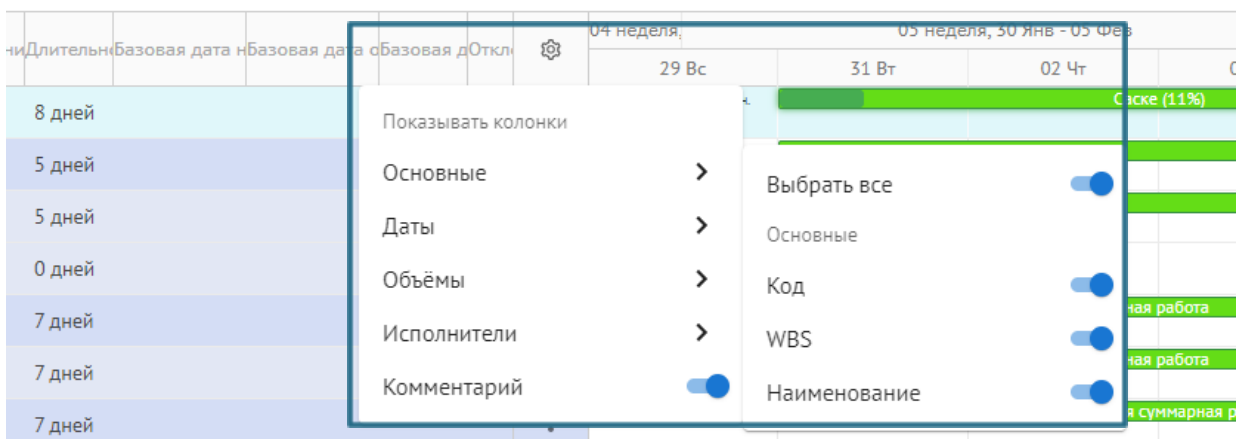 04 неделя,
05 неделя, 30 Янв - 05 Фев
Длительн
Базовая дата н
Базовая дата о
Базовая д
Откл
29 Вс
31 Вт
02 Чт
8 дней
5 дней
5 дней
0 дней
7 дней
7 дней
7 дней
Показывать колонки
Основные
Даты
Объёмы
Исполнители
Комментарий
Выбрать все
Основные
Код
WBS
Наименование
Саске (11%)
ная работа
ная работа
я суммарная р